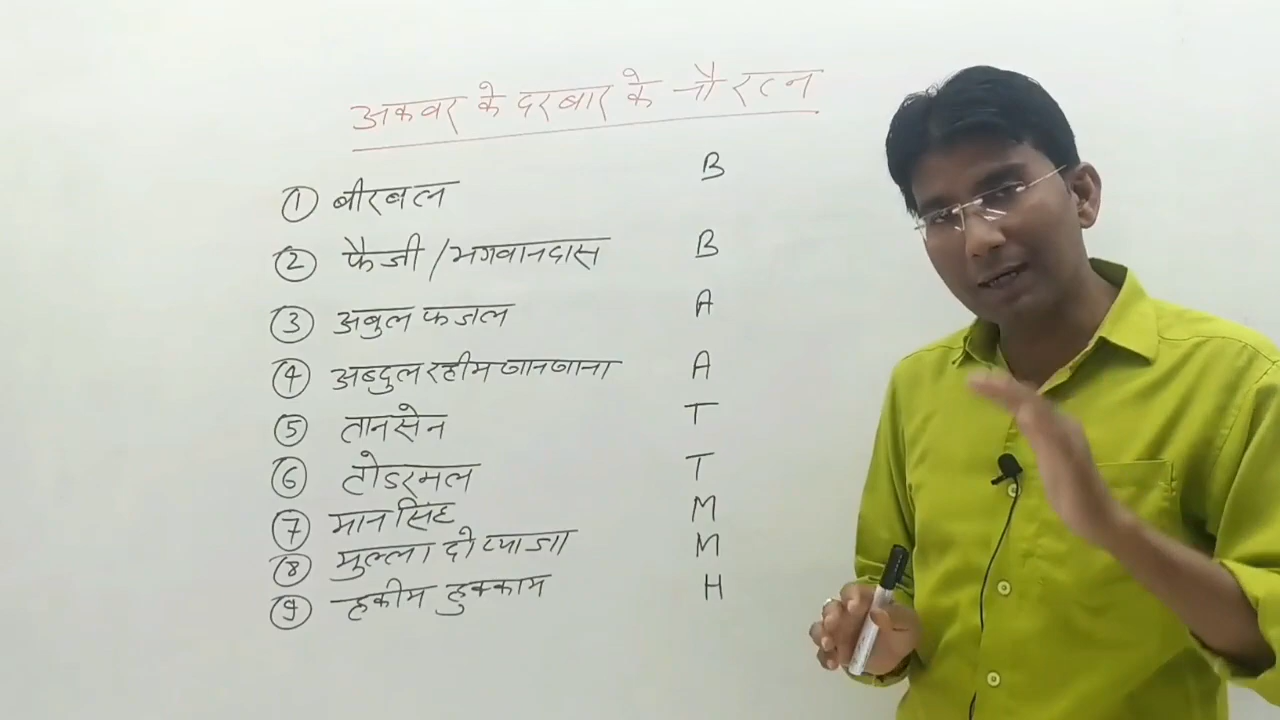 अकबर के दरबार के नौ रत्न
① बीरबल B
② फैजी / भगवानदास B
③ अबुल फजल A
④ अब्दुल रहीम खानखाना A
⑤ तानसेन T
⑥ टोडरमल T
⑦ मान सिंह M
⑧ मुल्ला दो प्याजा M
⑨ हकीम हुक्काम H